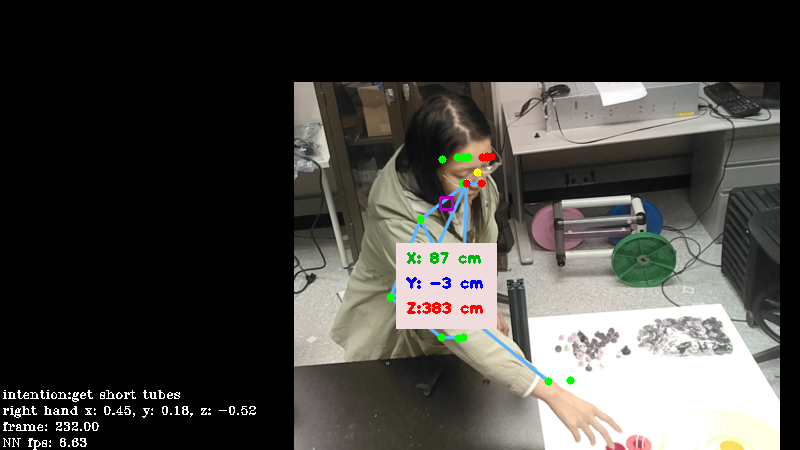 X: 87 cm
Y: -3 cm
Z:383 cm
intention:get short tubes
right hand x: 0.45, y: 0.18, z: -0.52
frame: 232.00
NN fps: 6.63